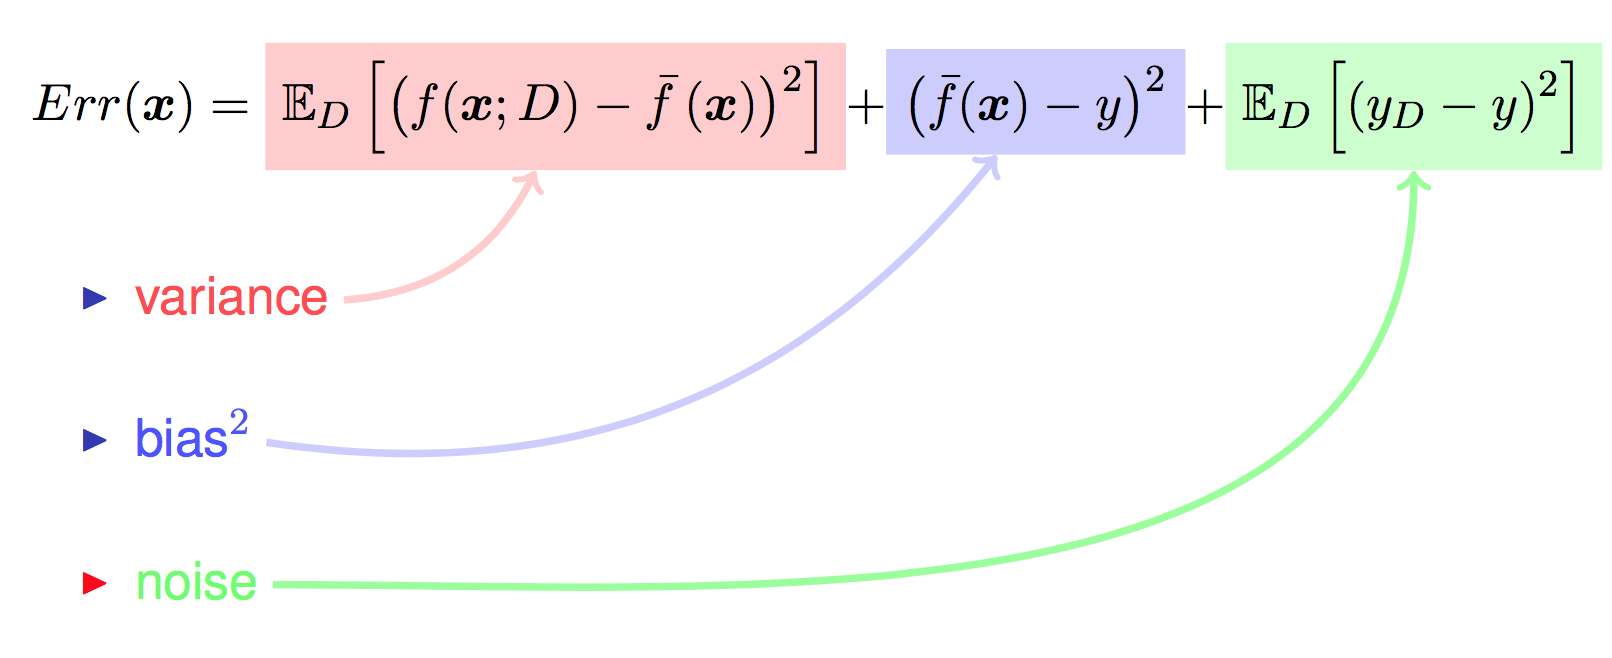 Err(𝒙) = 𝔼_D [(f(𝒙; D) − f̄ (𝒙))²] + (f̄(𝒙) − y)² + 𝔼_D [(y_D − y)²]
▶ variance
▶ bias²
▶ noise